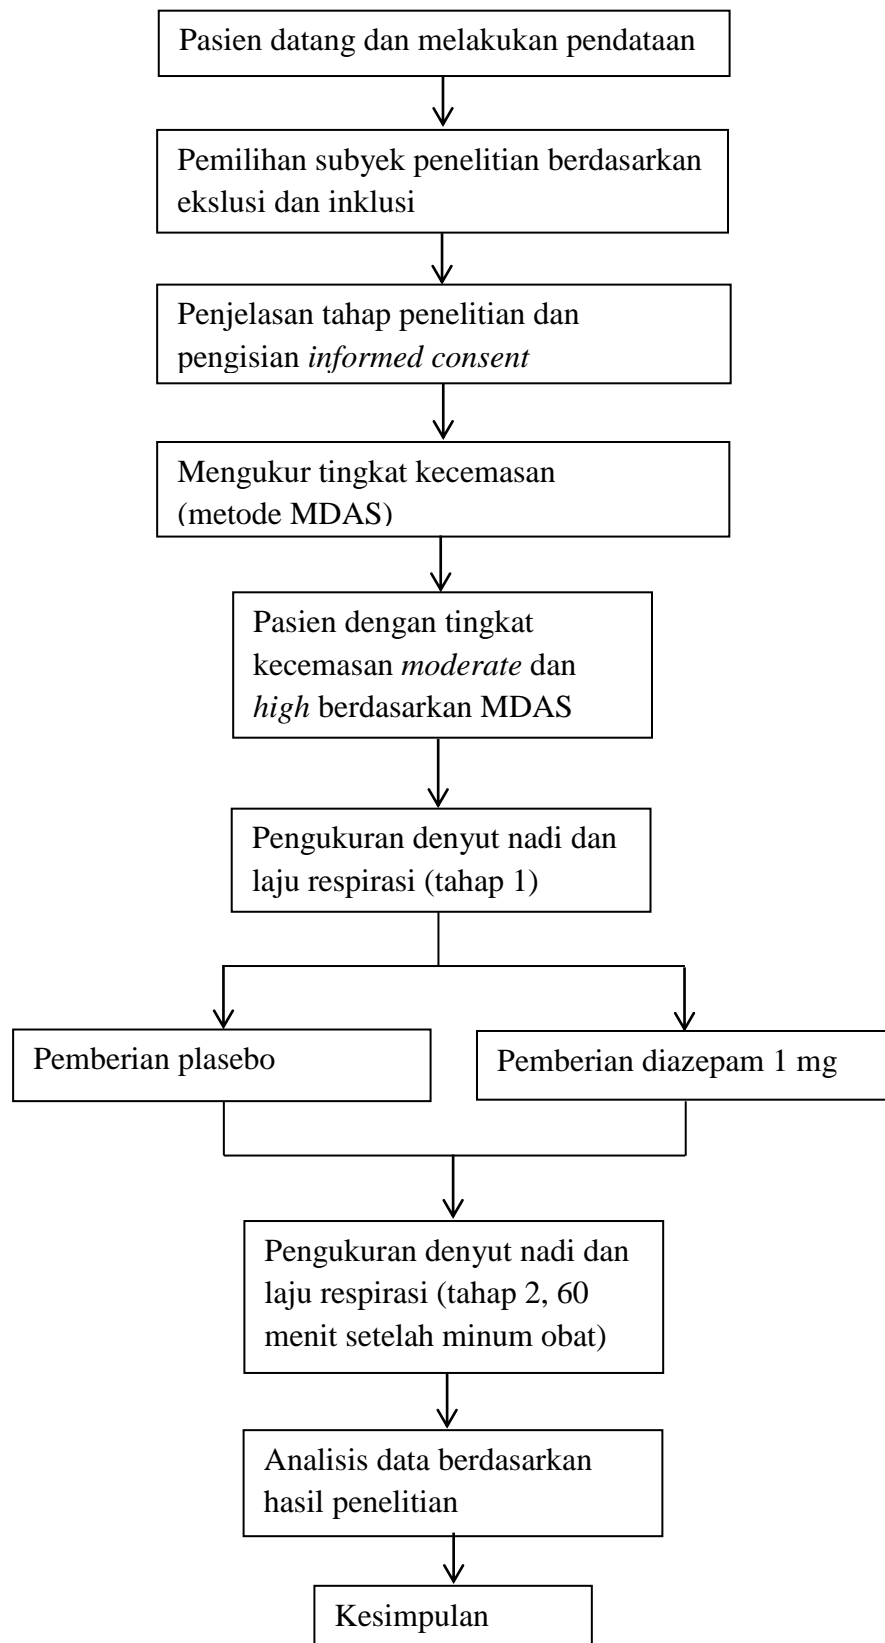 Pasien datang dan melakukan pendataan
Pemilihan subyek penelitian berdasarkan
ekslusi dan inklusi
Penjelasan tahap penelitian dan
pengisian informed consent
Mengukur tingkat kecemasan
(metode MDAS)
Pasien dengan tingkat
kecemasan moderate dan
high berdasarkan MDAS
Pengukuran denyut nadi dan
laju respirasi (tahap 1)
Pemberian plasebo
Pemberian diazepam 1 mg
Pengukuran denyut nadi dan
laju respirasi (tahap 2, 60
menit setelah minum obat)
Analisis data berdasarkan
hasil penelitian
Kesimpulan